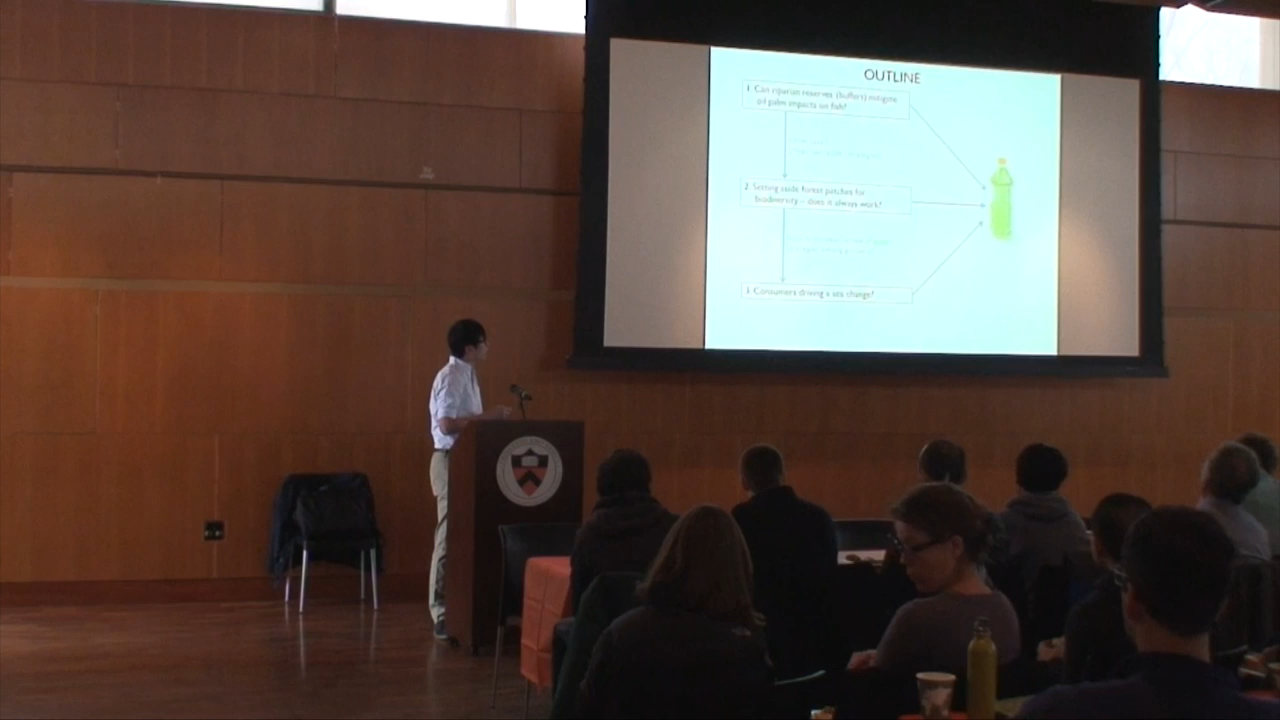 OUTLINE
1. Can riparian reserves (buffers) mitigate
oil palm impacts on fish?
2. Setting aside forest patches for
biodiversity – does it always work?
3. Consumers driving a sea change?